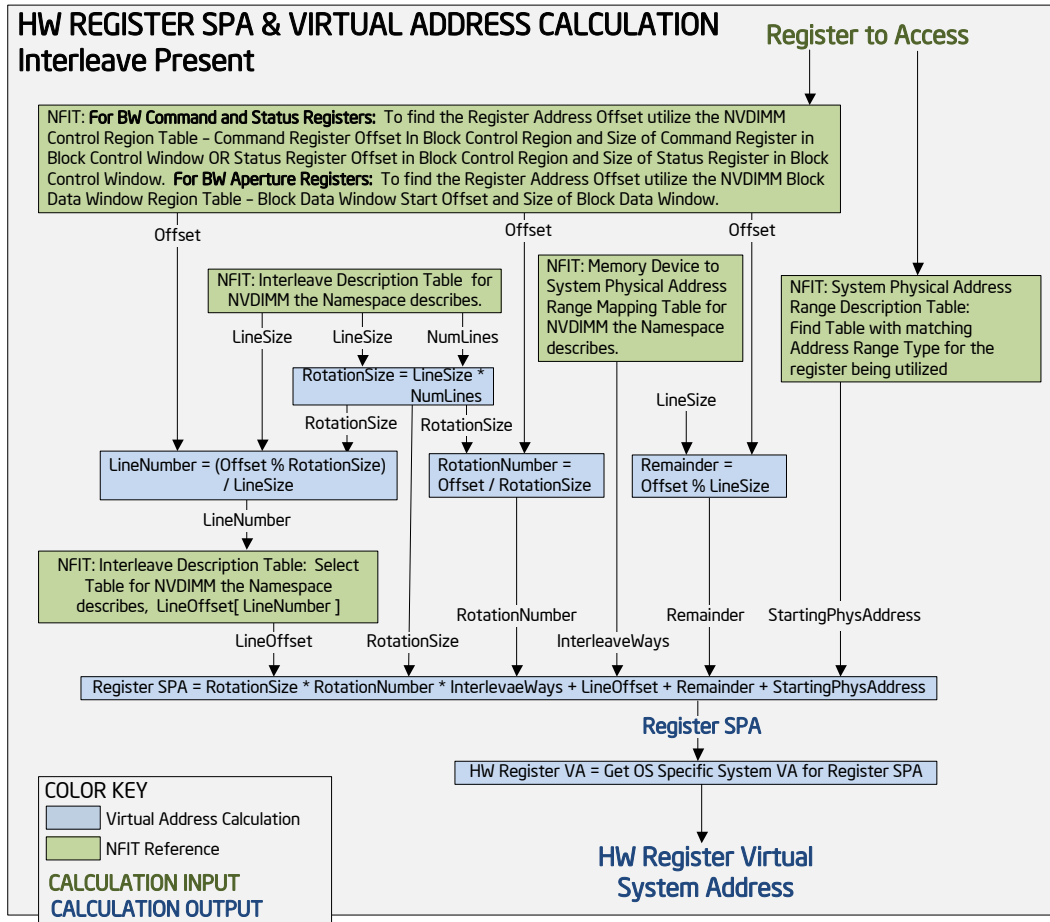 HW REGISTER SPA & VIRTUAL ADDRESS CALCULATION
Interleave Present
Register to Access
NFIT: For BW Command and Status Registers: To find the Register Address Offset utilize the NVDIMM
Control Region Table – Command Register Offset In Block Control Region and Size of Command Register in
Block Control Window OR Status Register Offset in Block Control Region and Size of Status Register in Block
Control Window. For BW Aperture Registers: To find the Register Address Offset utilize the NVDIMM Block
Data Window Region Table – Block Data Window Start Offset and Size of Block Data Window.
Offset
Offset
Offset
NFIT: Interleave Description Table for
NVDIMM the Namespace describes.
NFIT: Memory Device to
System Physical Address
Range Mapping Table for
NVDIMM the Namespace
describes.
NFIT: System Physical Address
Range Description Table:
Find Table with matching
Address Range Type for the
register being utilized
LineSize
LineSize
NumLines
RotationSize = LineSize *
NumLines
LineSize
RotationSize
RotationSize
LineNumber = (Offset % RotationSize)
/ LineSize
RotationNumber =
Offset / RotationSize
Remainder =
Offset % LineSize
LineNumber
NFIT: Interleave Description Table: Select
Table for NVDIMM the Namespace
describes, LineOffset[ LineNumber ]
LineOffset
RotationSize
RotationNumber
InterleaveWays
Remainder
StartingPhysAddress
Register SPA = RotationSize * RotationNumber * InterlevaeWays + LineOffset + Remainder + StartingPhysAddress
Register SPA
HW Register VA = Get OS Specific System VA for Register SPA
HW Register Virtual
System Address
COLOR KEY
Virtual Address Calculation
NFIT Reference
CALCULATION INPUT
CALCULATION OUTPUT